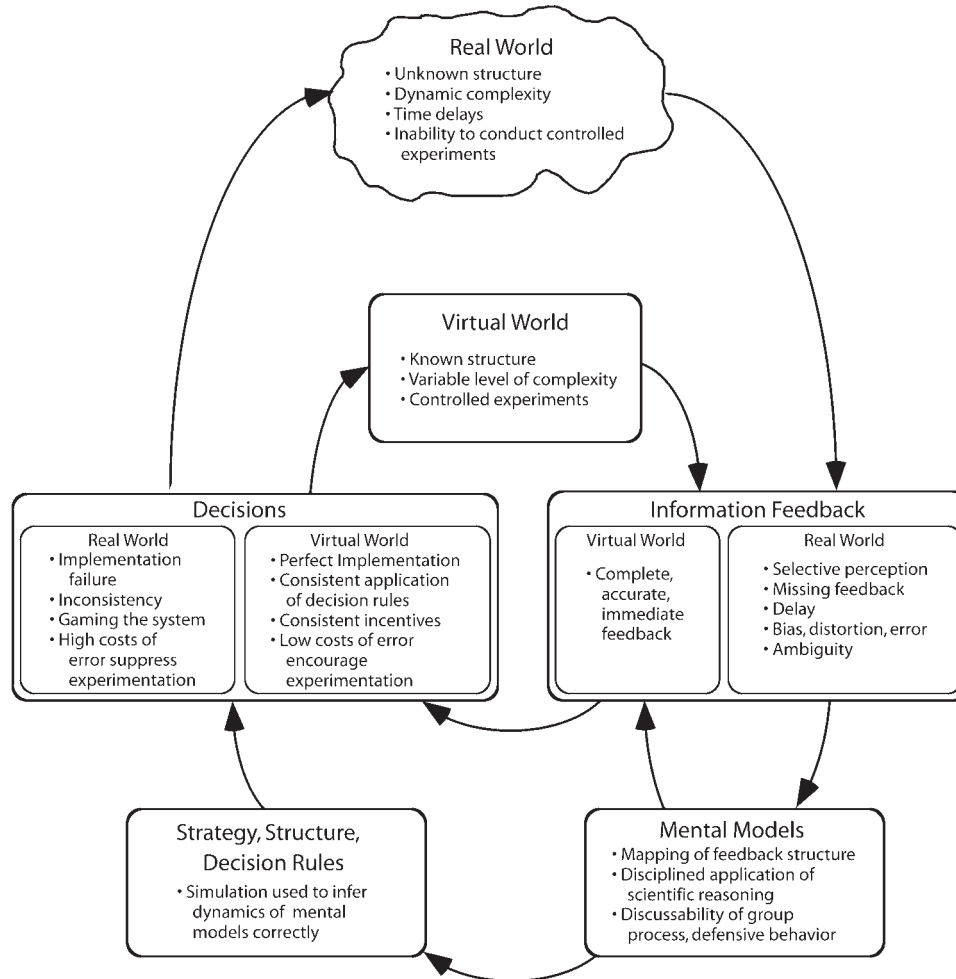 Real World
• Unknown structure
• Dynamic complexity
• Time delays
• Inability to conduct controlled
experiments
Virtual World
• Known structure
• Variable level of complexity
• Controlled experiments
Decisions
Real World
• Implementation
failure
• Inconsistency
• Gaming the system
• High costs of
error suppress
experimentation
Virtual World
• Perfect Implementation
• Consistent application
of decision rules
• Consistent incentives
• Low costs of error
encourage
experimentation
Information Feedback
Virtual World
• Complete,
accurate,
immediate
feedback
Real World
• Selective perception
• Missing feedback
• Delay
• Bias, distortion, error
• Ambiguity
Strategy, Structure,
Decision Rules
• Simulation used to infer
dynamics of mental
models correctly
Mental Models
• Mapping of feedback structure
• Disciplined application of
scientific reasoning
• Discussability of group
process, defensive behavior